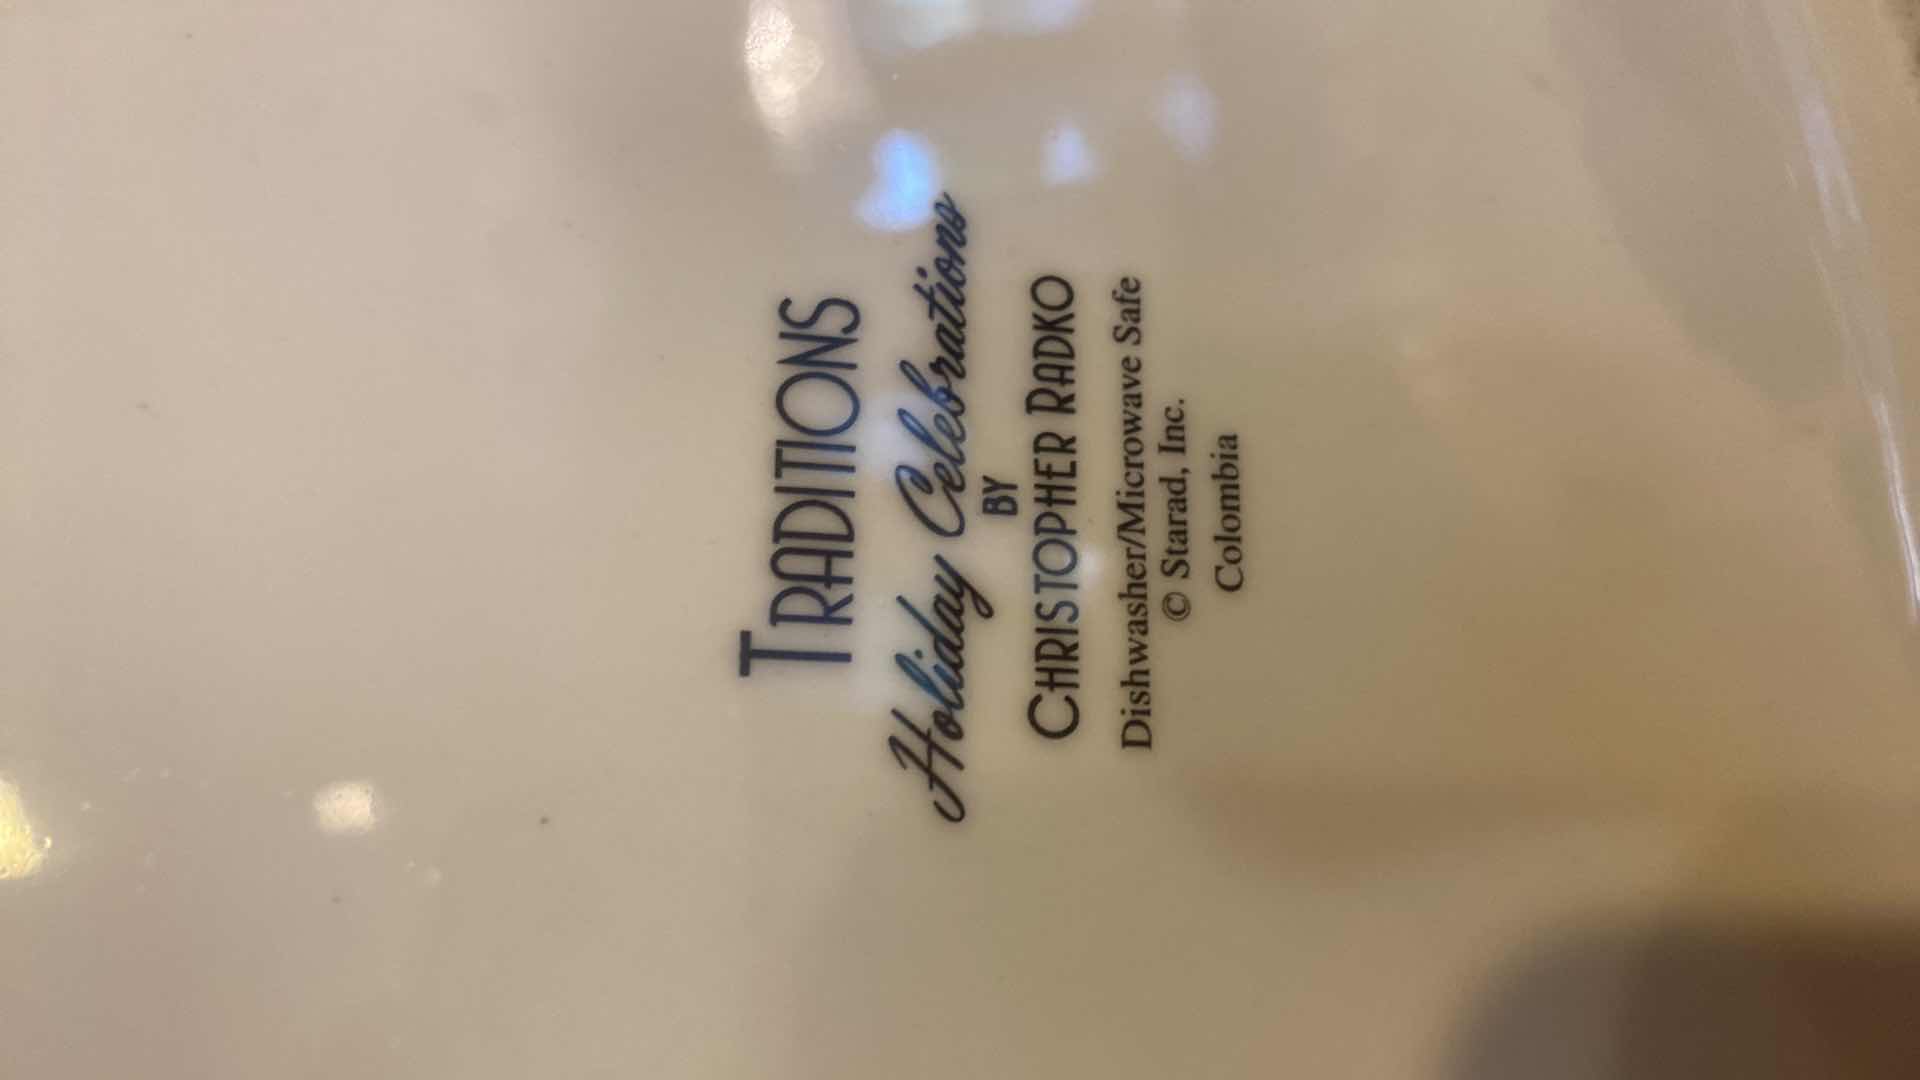 TRADITIONS
Holiday Celebrations
BY
CHRISTOPHER RADKO
Dishwasher/Microwave Safe
© Starad, Inc.
Colombia